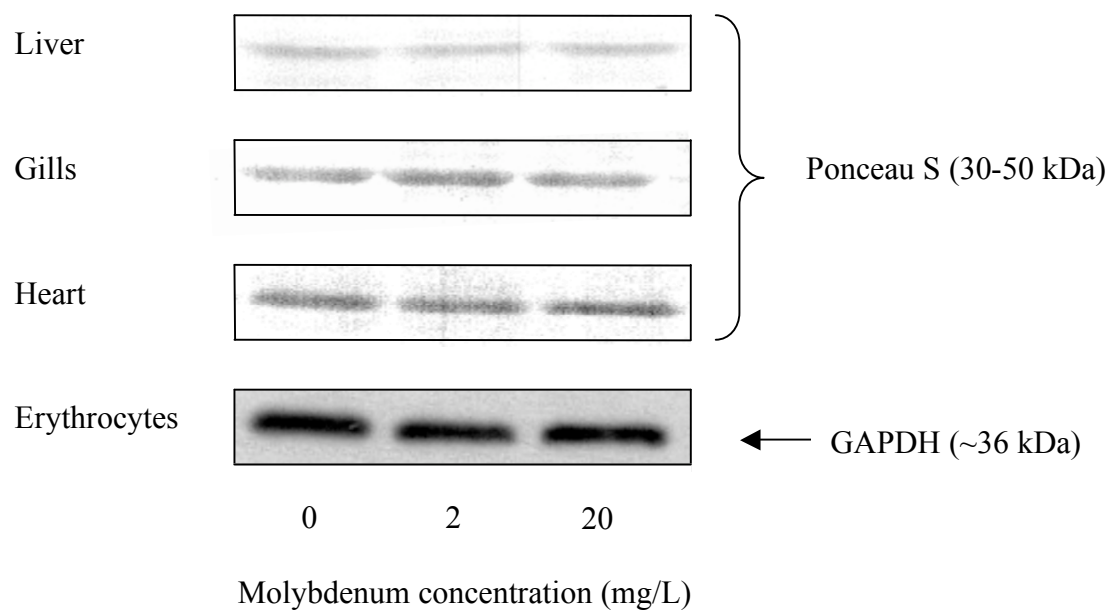 Liver
Gills
Ponceau S (30-50 kDa)
Heart
Erythrocytes
GAPDH (~36 kDa)
0 2 20
Molybdenum concentration (mg/L)